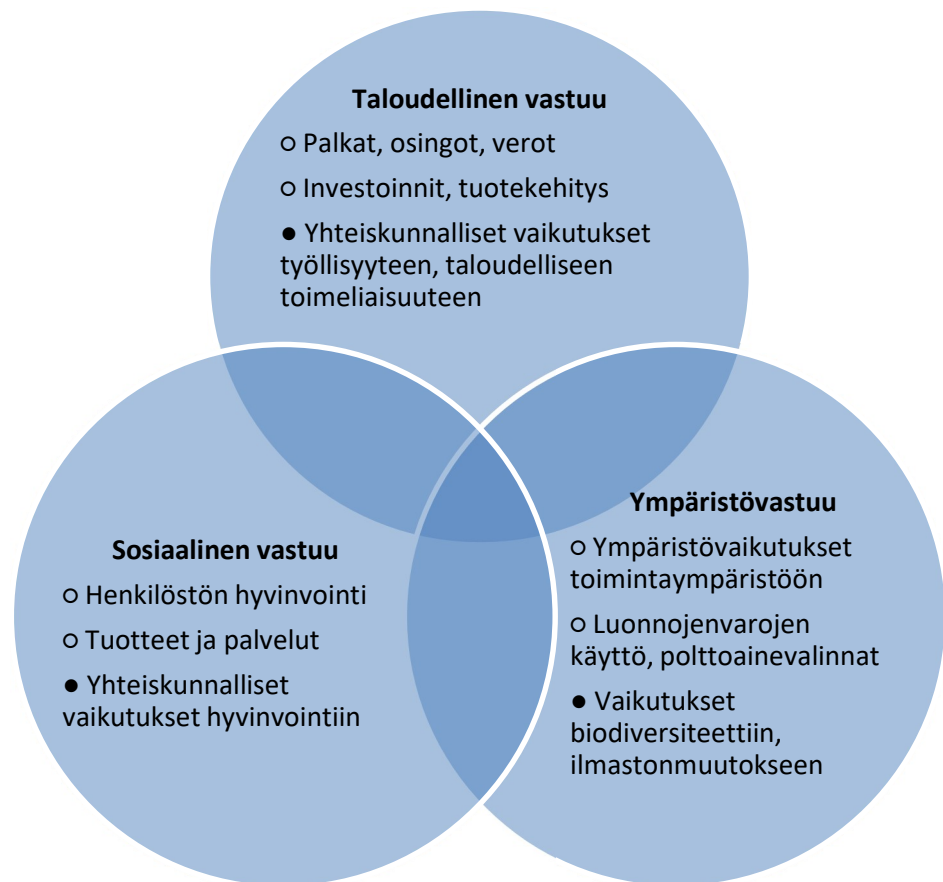 Taloudellinen vastuu
○ Palkat, osingot, verot
○ Investoinnit, tuotekehitys
● Yhteiskunnalliset vaikutukset
työllisyyteen, taloudelliseen
toimeliaisuuteen
Sosiaalinen vastuu
○ Henkilöstön hyvinvointi
○ Tuotteet ja palvelut
● Yhteiskunnalliset
vaikutukset hyvinvointiin
Ympäristövastuu
○ Ympäristövaikutukset
toimintaympäristöön
○ Luonnojenvarojen
käyttö, polttoainevalinnat
● Vaikutukset
biodiversiteettiin,
ilmastonmuutokseen